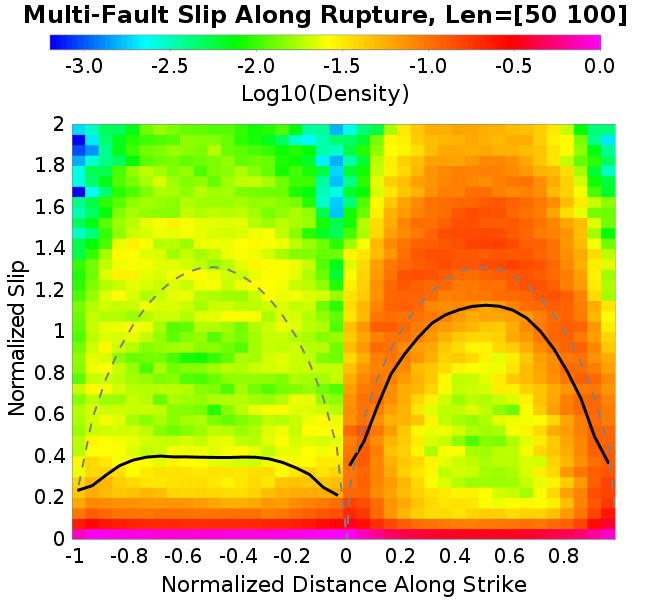 Multi-Fault Slip Along Rupture, Len=[50 100]
-3.0 -2.5 -2.0 -1.5 -1.0 -0.5 0.0
Log10(Density)
2
1.8
1.6
1.4
1.2
1
0.8
0.6
0.4
0.2
0
Normalized Slip
-1 -0.8 -0.6 -0.4 -0.2 0 0.2 0.4 0.6 0.8
Normalized Distance Along Strike